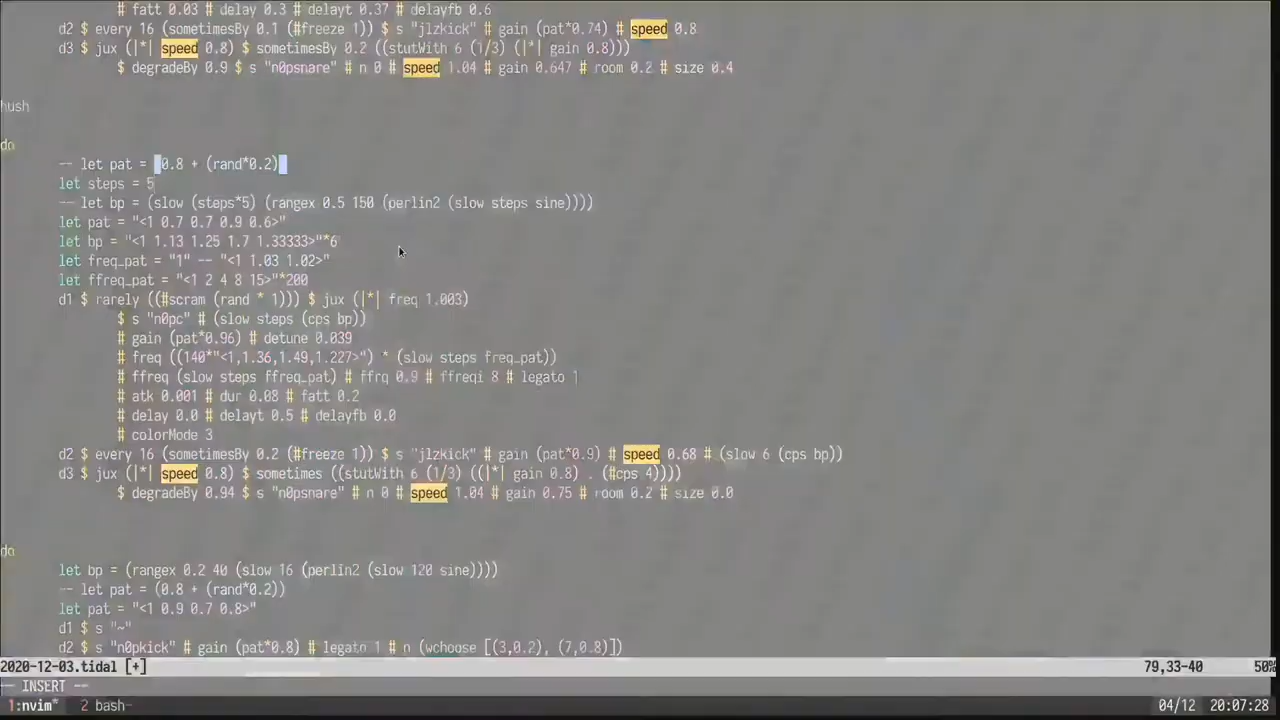 # fatt 0.03 # delay 0.3 # delayt 0.37 # delayfb 0.6
d2 $ every 16 (sometimesBy 0.1 (#freeze 1)) $ s "jlzkick" # gain (pat*0.74) # speed 0.8
d3 $ jux (|*| speed 0.8) $ sometimesBy 0.2 ((stutWith 6 (1/3) (|*| gain 0.8)))
$ degradeBy 0.9 $ s "n0psnare" # n 0 # speed 1.04 # gain 0.647 # room 0.2 # size 0.4
hush
do
-- let pat = (0.8 + (rand*0.2))
let steps = 5
-- let bp = (slow (steps*5) (rangex 0.5 150 (perlin2 (slow steps sine))))
let pat = "<1 0.7 0.7 0.9 0.6>"
let bp = "<1 1.13 1.25 1.7 1.33333>"*6
let freq_pat = "1" -- "<1 1.03 1.02>"
let ffreq_pat = "<1 2 4 8 15>"*200
d1 $ rarely ((#scram (rand * 1))) $ jux (|*| freq 1.003)
$ s "n0pc" # (slow steps (cps bp))
# gain (pat*0.96) # detune 0.039
# freq ((140*"<1,1.36,1.49,1.227>") * (slow steps freq_pat))
# ffreq (slow steps ffreq_pat) # ffrq 0.9 # ffreqi 8 # legato 1
# atk 0.001 # dur 0.08 # fatt 0.2
# delay 0.0 # delayt 0.5 # delayfb 0.0
# colorMode 3
d2 $ every 16 (sometimesBy 0.2 (#freeze 1)) $ s "jlzkick" # gain (pat*0.9) # speed 0.68 # (slow 6 (cps bp))
d3 $ jux (|*| speed 0.8) $ sometimes ((stutWith 6 (1/3) ((|*| gain 0.8) . (#cps 4))))
$ degradeBy 0.94 $ s "n0psnare" # n 0 # speed 1.04 # gain 0.75 # room 0.2 # size 0.0
do
let bp = (rangex 0.2 40 (slow 16 (perlin2 (slow 120 sine))))
-- let pat = (0.8 + (rand*0.2))
let pat = "<1 0.9 0.7 0.8>"
d1 $ s "~"
d2 $ s "n0pkick" # gain (pat*0.8) # legato 1 # n (wchoose [(3,0.2), (7,0.8)])
2020-12-03.tidal [+] 79,33-40 50%
-- INSERT --
1:nvim* 2 bash- 04/12 20:07:28